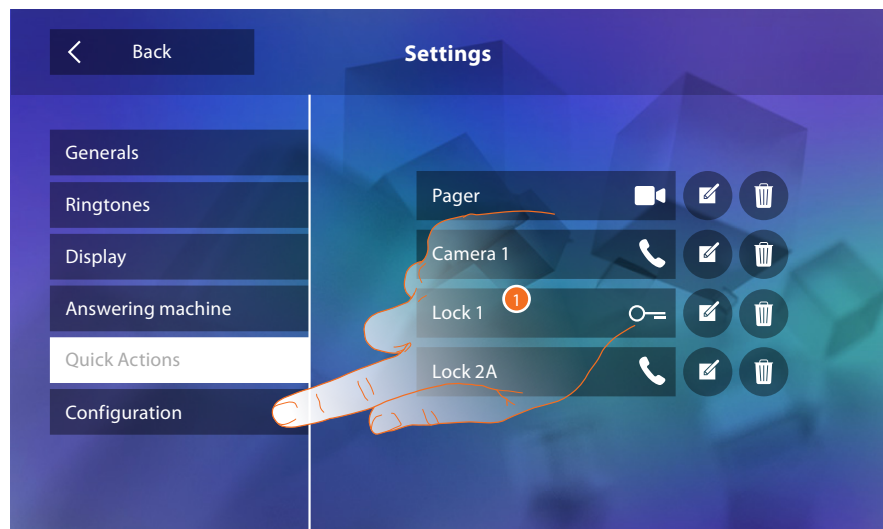 Back
Settings
Generals
Ringtones
Display
Answering machine
Quick Actions
Configuration
Pager
Camera 1
Lock 1
1
Lock 2A